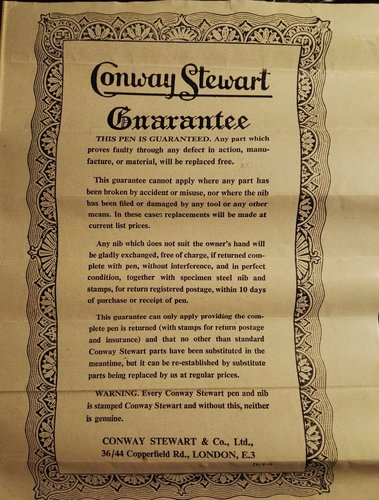 Conway Stewart
Guarantee
THIS PEN IS GUARANTEED. Any part which
proves faulty through any defect in action, manu-
facture, or material, will be replaced free.
This guarantee cannot apply where any part has
been broken by accident or misuse, nor where the nib
has been filed or damaged by any tool or any other
means. In these cases replacements will be made at
current list prices.
Any nib which does not suit the owner's hand will
be gladly exchanged, free of charge, if returned com-
plete with pen, without interference, and in perfect
condition, together with specimen steel nib and
stamps, for return registered postage, within 10 days
of purchase or receipt of pen.
This guarantee can only apply providing the com-
plete pen is returned (with stamps for return postage
and insurance) and that no other than standard
Conway Stewart parts have been substituted in the
meantime, but it can be re-established by substitute
parts being replaced by us at regular prices.
WARNING. Every Conway Stewart pen and nib
is stamped Conway Stewart and without this, neither
is genuine.
CONWAY STEWART & Co., Ltd.,
36/44 Copperfield Rd., LONDON, E.3